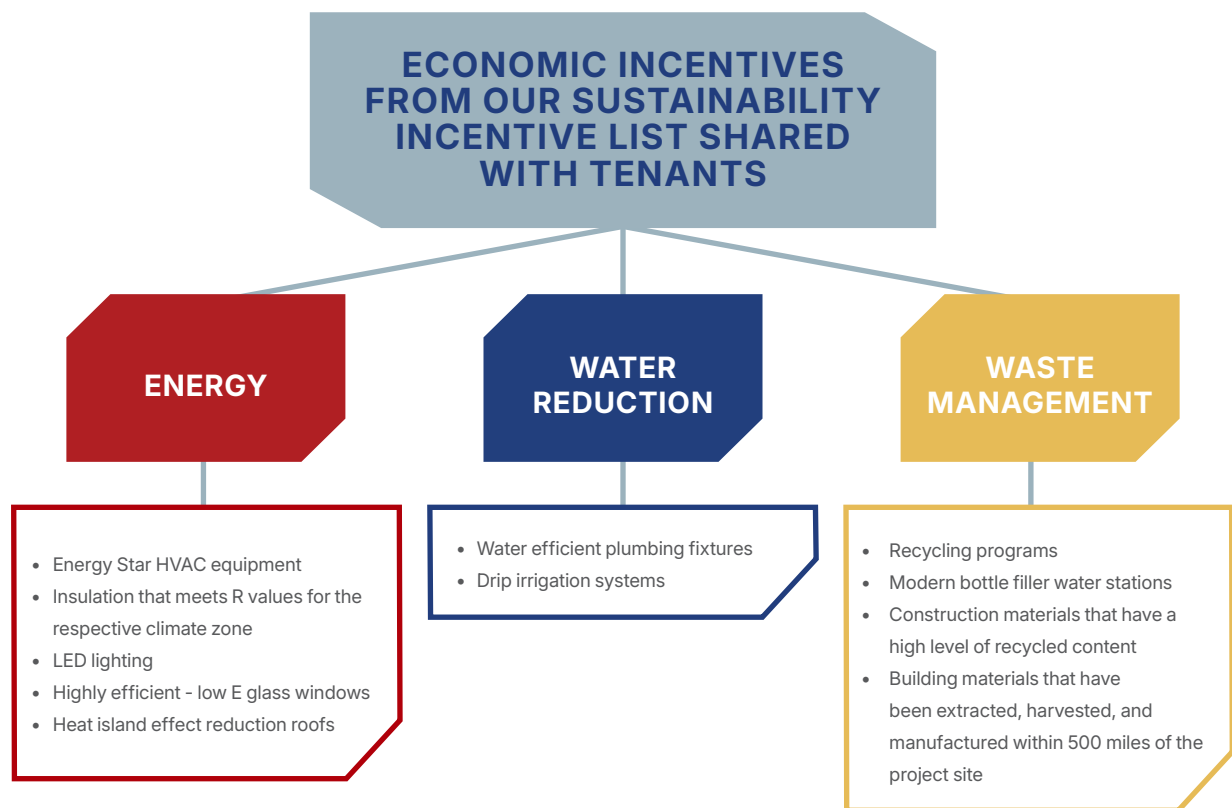 ECONOMIC INCENTIVES
FROM OUR SUSTAINABILITY
INCENTIVE LIST SHARED
WITH TENANTS
ENERGY
• Energy Star HVAC equipment
• Insulation that meets R values for the
respective climate zone
• LED lighting
• Highly efficient - low E glass windows
• Heat island effect reduction roofs
WATER
REDUCTION
• Water efficient plumbing fixtures
• Drip irrigation systems
WASTE
MANAGEMENT
• Recycling programs
• Modern bottle filler water stations
• Construction materials that have a
high level of recycled content
• Building materials that have
been extracted, harvested, and
manufactured within 500 miles of the
project site